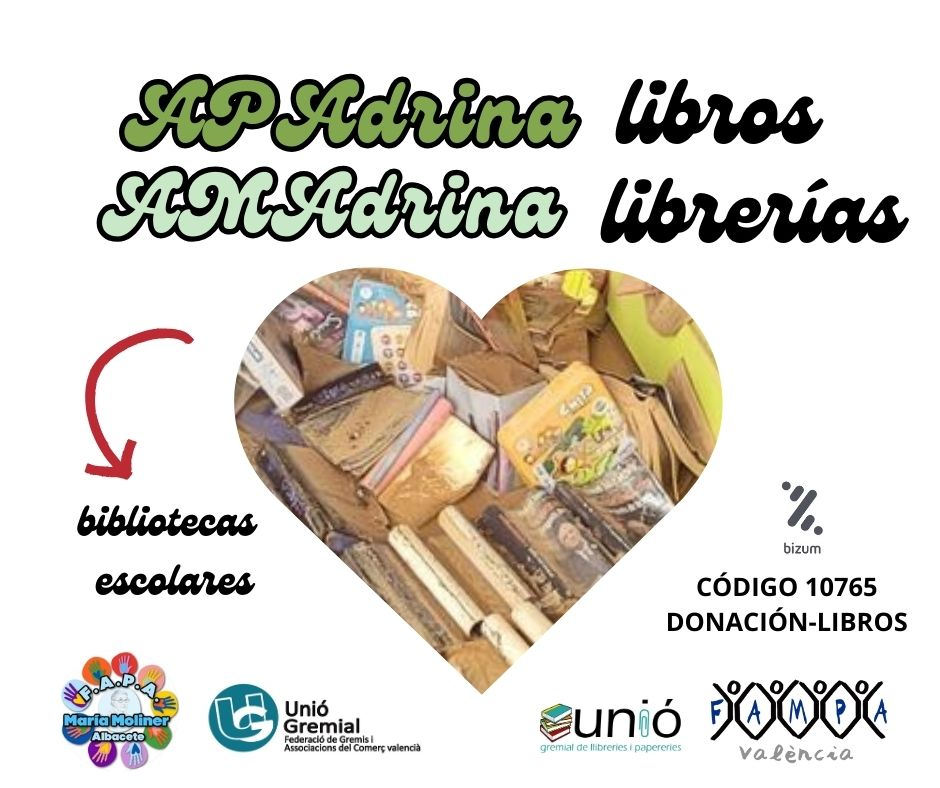 APAdrina libros
AMAdrina librerías
bibliotecas
escolares
bizum
CÓDIGO 10765
DONACIÓN-LIBROS
F.A.P.A.
María Moliner
Albacete
UG
Unió
Gremial
Federació de Gremis i
Associacions del Comerç valencià
unió
gremial de llibreries i papereries
FAMPA
València